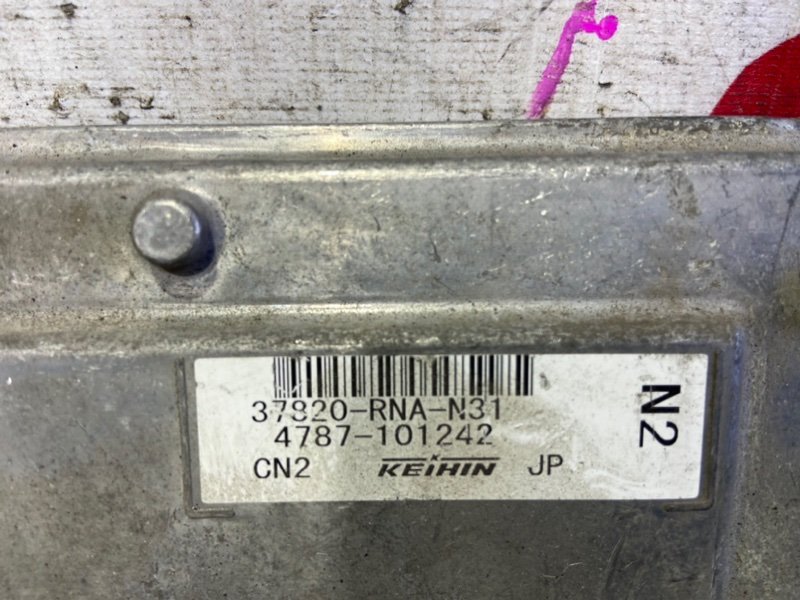 37820-RNA-N31
4787-101242
CN2 KEIHIN JP
N2